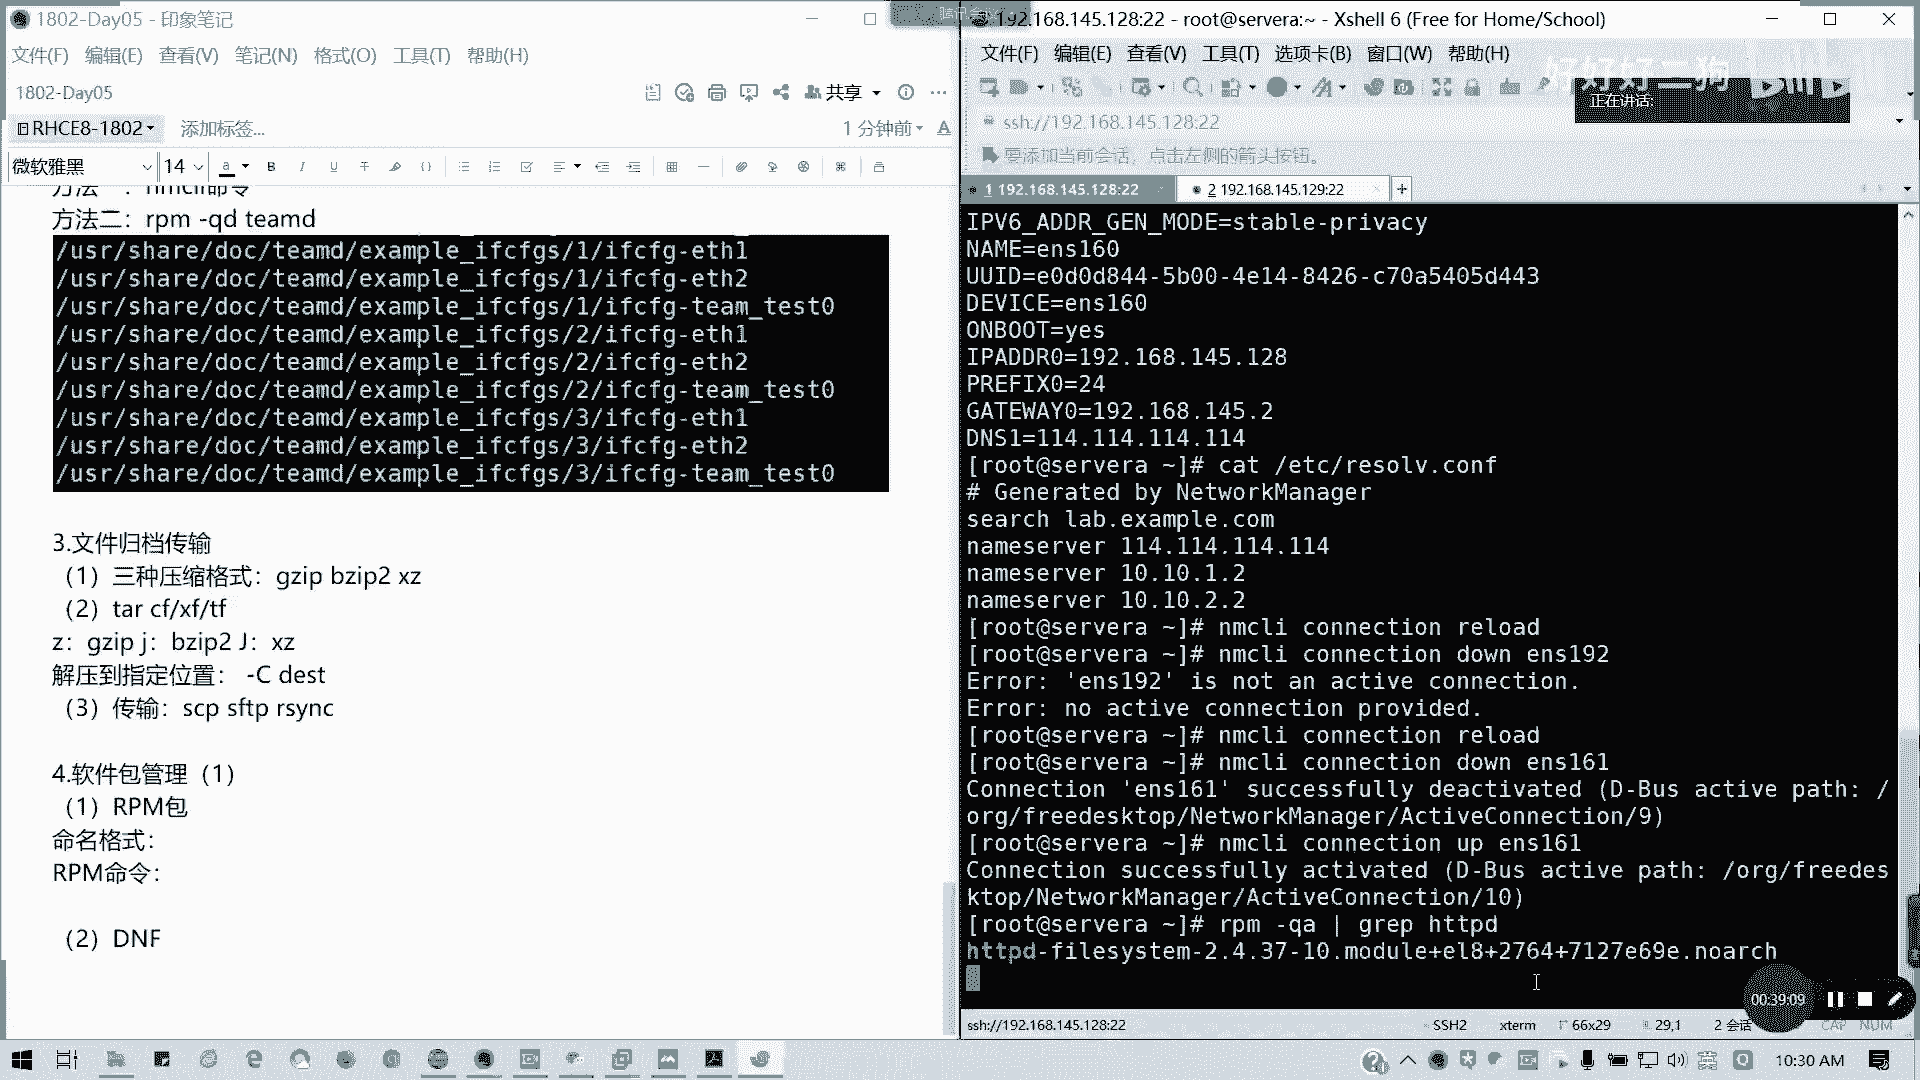 1802-Day05 - 印象笔记
文件(F) 编辑(E) 查看(V) 笔记(N) 格式(O) 工具(T) 帮助(H)
1802-Day05
共享
RHCE8-1802
添加标签...
1 分钟前
微软雅黑
14
方法一：nmcli命令
方法二：rpm -qd teamd
/usr/share/doc/teamd/example_ifcfgs/1/ifcfg-eth1
/usr/share/doc/teamd/example_ifcfgs/1/ifcfg-eth2
/usr/share/doc/teamd/example_ifcfgs/1/ifcfg-team_test0
/usr/share/doc/teamd/example_ifcfgs/2/ifcfg-eth1
/usr/share/doc/teamd/example_ifcfgs/2/ifcfg-eth2
/usr/share/doc/teamd/example_ifcfgs/2/ifcfg-team_test0
/usr/share/doc/teamd/example_ifcfgs/3/ifcfg-eth1
/usr/share/doc/teamd/example_ifcfgs/3/ifcfg-eth2
/usr/share/doc/teamd/example_ifcfgs/3/ifcfg-team_test0
3.文件归档传输
（1）三种压缩格式：gzip bzip2 xz
（2）tar cf/xf/tf
z：gzip j：bzip2 J：xz
解压到指定位置： -C dest
（3）传输：scp sftp rsync
4.软件包管理（1）
（1）RPM包
命名格式：
RPM命令：
（2）DNF
192.168.145.128:22 - root@servera:~ - Xshell 6 (Free for Home/School)
文件(F) 编辑(E) 查看(V) 工具(T) 选项卡(B) 窗口(W) 帮助(H)
好好好二狗
正在讲话:
ssh://192.168.145.128:22
要添加当前会话，点击左侧的箭头按钮。
1 192.168.145.128:22
2 192.168.145.129:22
IPV6_ADDR_GEN_MODE=stable-privacy
NAME=ens160
UUID=e0d0d844-5b00-4e14-8426-c70a5405d443
DEVICE=ens160
ONBOOT=yes
IPADDR0=192.168.145.128
PREFIX0=24
GATEWAY0=192.168.145.2
DNS1=114.114.114.114
[root@servera ~]# cat /etc/resolv.conf
# Generated by NetworkManager
search lab.example.com
nameserver 114.114.114.114
nameserver 10.10.1.2
nameserver 10.10.2.2
[root@servera ~]# nmcli connection reload
[root@servera ~]# nmcli connection down ens192
Error: 'ens192' is not an active connection.
Error: no active connection provided.
[root@servera ~]# nmcli connection reload
[root@servera ~]# nmcli connection down ens161
Connection 'ens161' successfully deactivated (D-Bus active path: /
org/freedesktop/NetworkManager/ActiveConnection/9)
[root@servera ~]# nmcli connection up ens161
Connection successfully activated (D-Bus active path: /org/freedes
ktop/NetworkManager/ActiveConnection/10)
[root@servera ~]# rpm -qa | grep httpd
httpd-filesystem-2.4.37-10.module+el8+2764+7127e69e.noarch
00:39:09
ssh://192.168.145.128:22
SSH2
xterm
66x29
29,1
2 会话
CAP NUM
10:30 AM